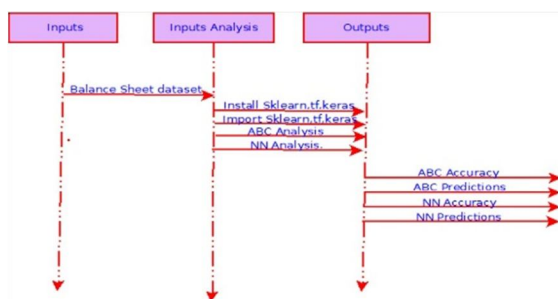 Inputs
Inputs Analysis
Outputs
Balance Sheet dataset
Install Sklearn.tf.keras
Import Sklearn.tf.keras
ABC Analysis
NN Analysis.
ABC Accuracy
ABC Predictions
NN Accuracy
NN Predictions